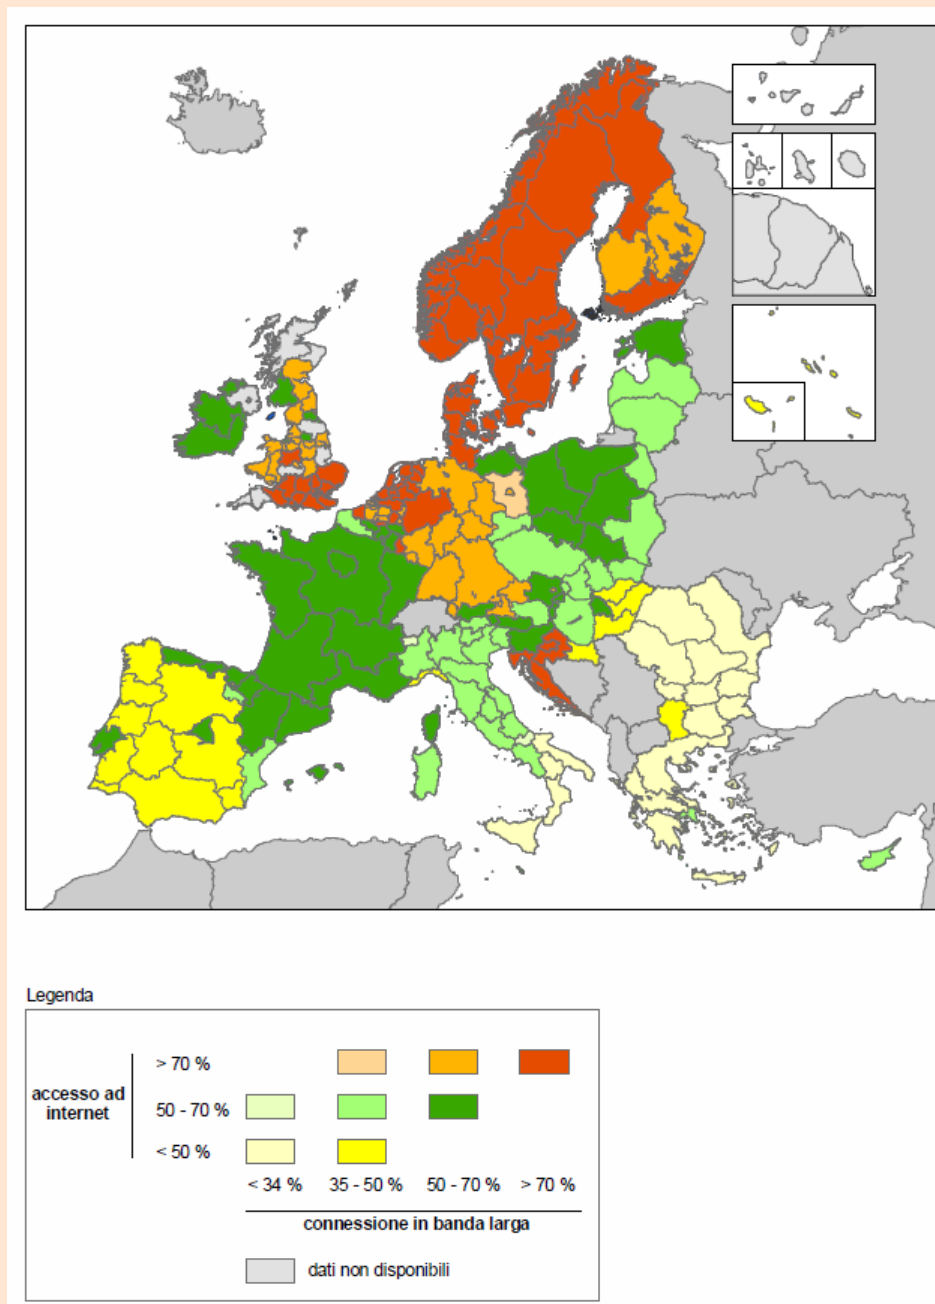 Legenda
> 70 %
accesso ad
internet
50 - 70 %
< 50 %
< 34 % 35 - 50 % 50 - 70 % > 70 %
connessione in banda larga
dati non disponibili